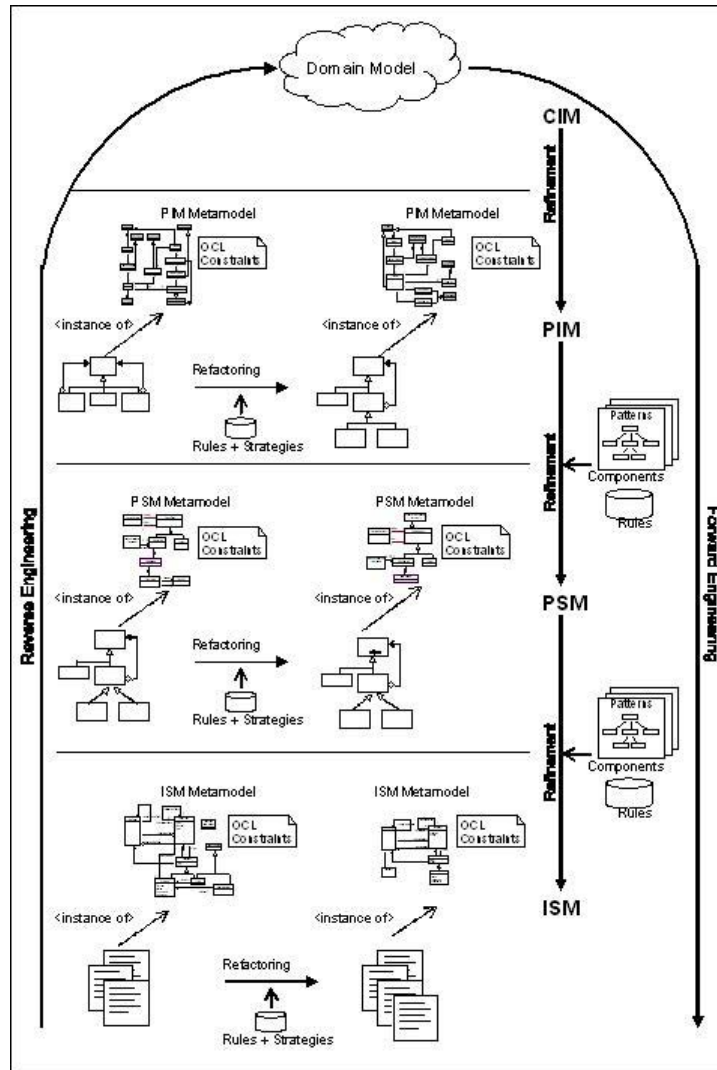 Domain Model
CIM
Refinement
PIM Metamodel
PIM Metamodel
OCL
Constraints
OCL
Constraints
<instance of>
<instance of>
PIM
Refactoring
Rules + Strategies
Patterns
Components
Rules
Refinement
Reverse Engineering
Forward Engineering
PSM Metamodel
PSM Metamodel
OCL
Constraints
OCL
Constraints
<instance of>
<instance of>
PSM
Refactoring
Rules + Strategies
Patterns
Components
Rules
Refinement
ISM Metamodel
ISM Metamodel
OCL
Constraints
OCL
Constraints
<instance of>
<instance of>
ISM
Refactoring
Rules + Strategies